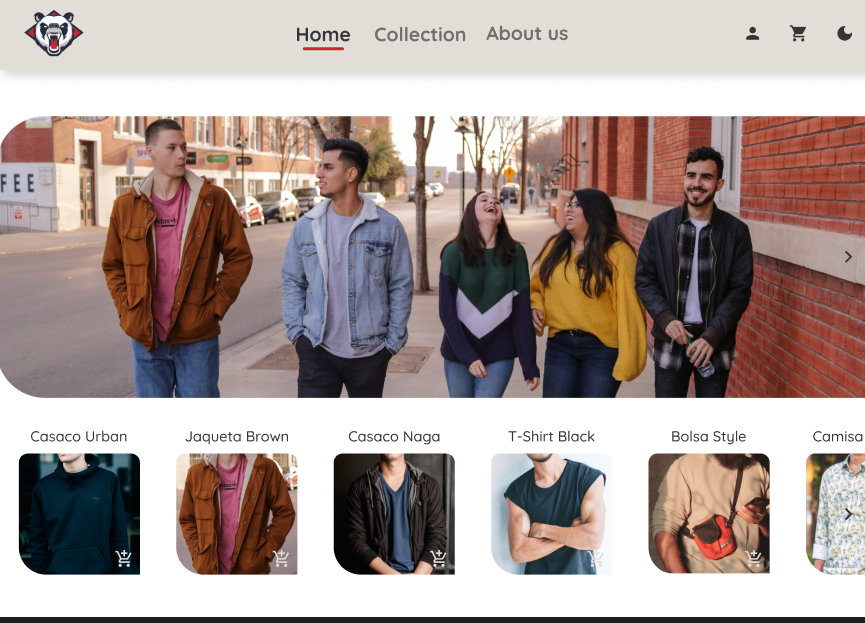 Home
Collection
About us
FEE
Casaco Urban
Jaqueta Brown
Casaco Naga
T-Shirt Black
Bolsa Style
Camisa